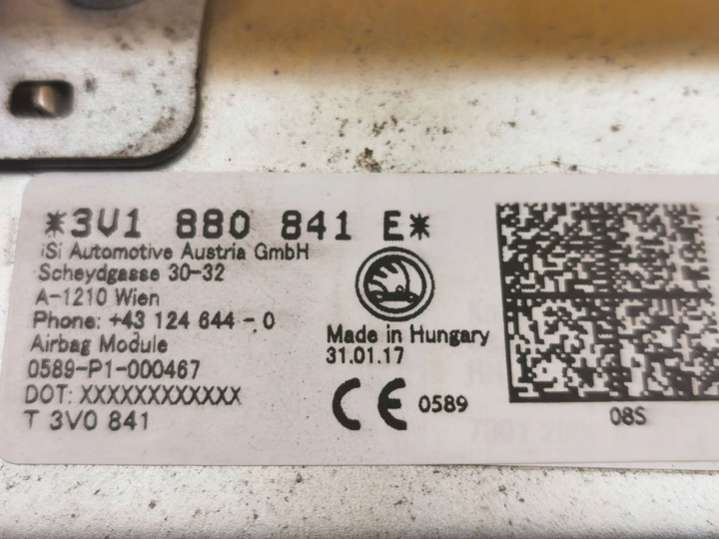 *3V1 880 841 E*
iSi Automotive Austria GmbH
Scheydgasse 30-32
A-1210 Wien
Phone: +43 124 644 - 0
Airbag Module
0589-P1-000467
DOT: XXXXXXXXXXXX
T 3V0 841
Made in Hungary
31.01.17
CE 0589
08S